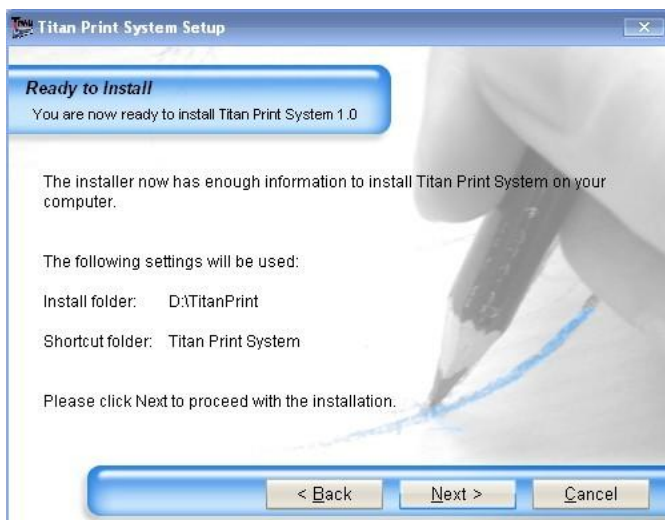 Titan Print System Setup
Ready to Install
You are now ready to install Titan Print System 1.0
The installer now has enough information to install Titan Print System on your
computer.
The following settings will be used:
Install folder: D:\TitanPrint
Shortcut folder: Titan Print System
Please click Next to proceed with the installation.
< Back Next > Cancel